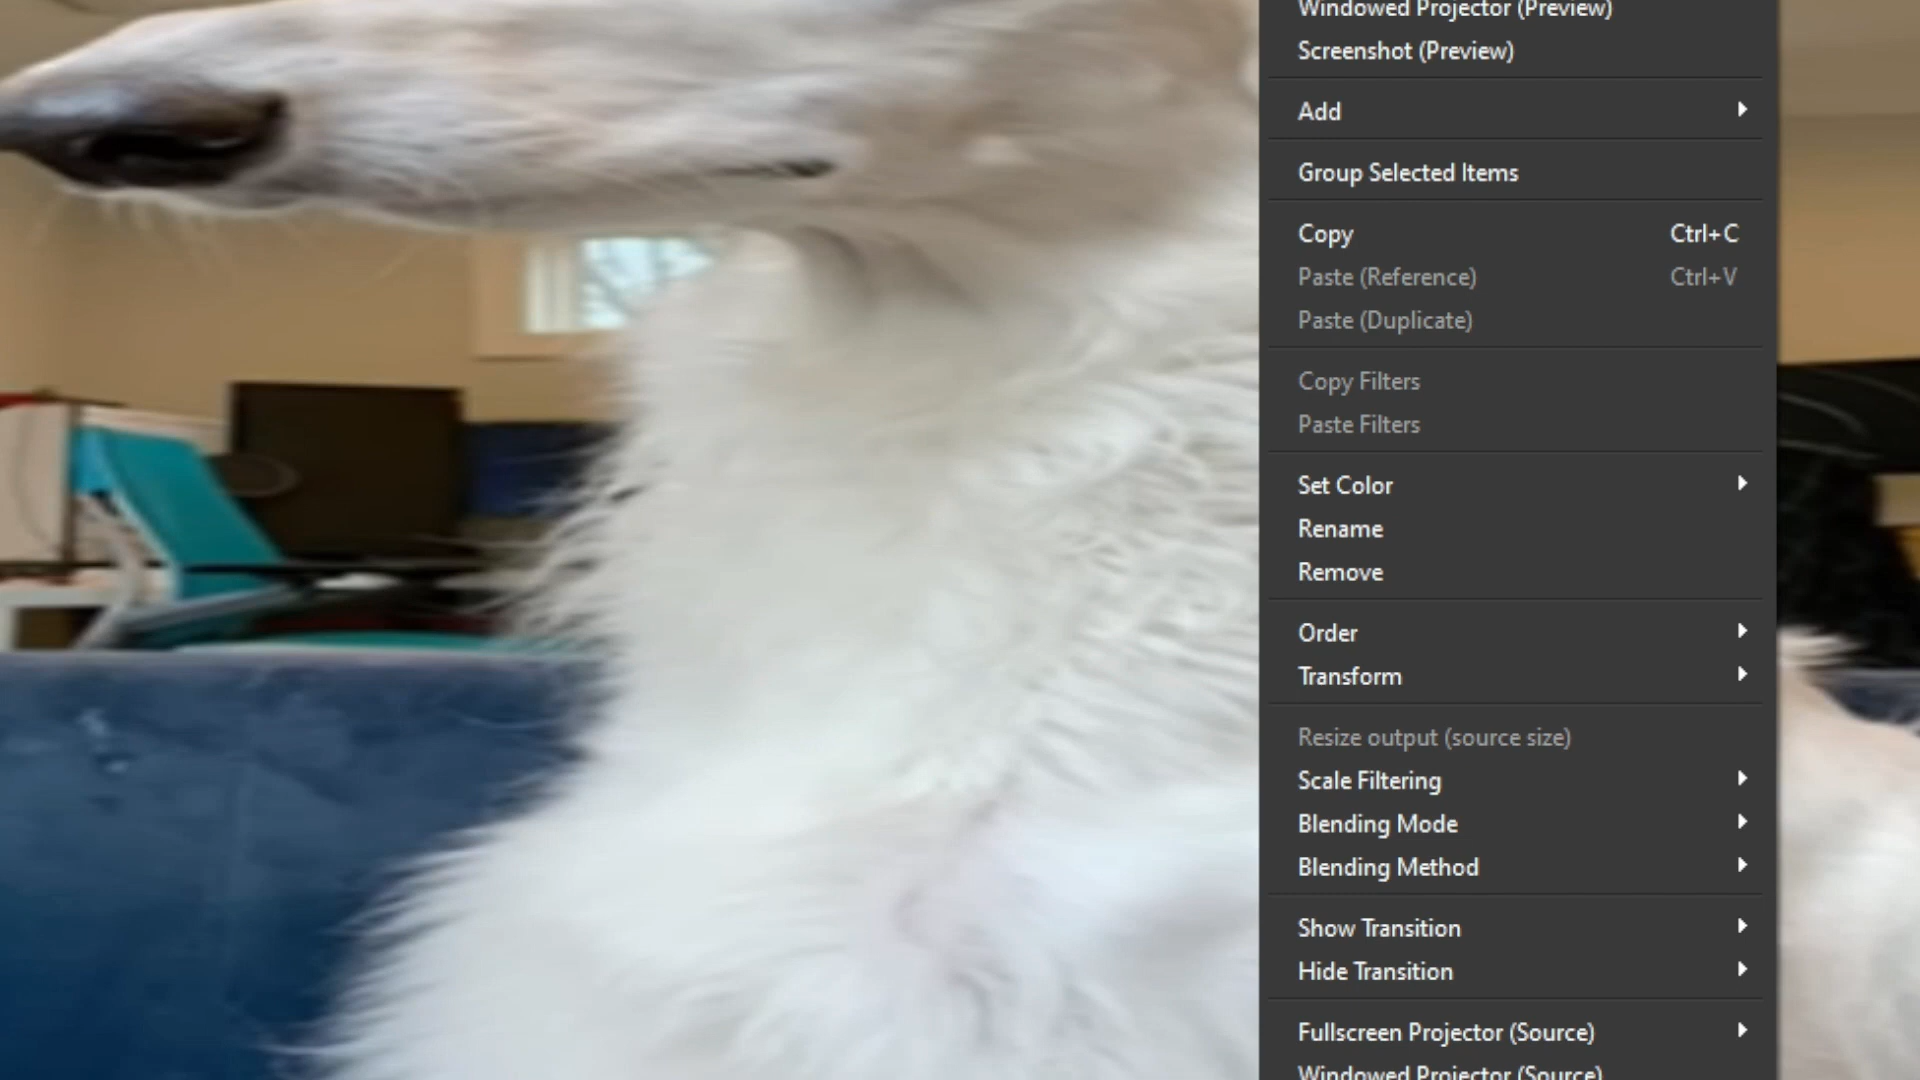 Windowed Projector (Preview)
Screenshot (Preview)
Add
Group Selected Items
Copy Ctrl+C
Paste (Reference) Ctrl+V
Paste (Duplicate)
Copy Filters
Paste Filters
Set Color
Rename
Remove
Order
Transform
Resize output (source size)
Scale Filtering
Blending Mode
Blending Method
Show Transition
Hide Transition
Fullscreen Projector (Source)
Windowed Projector (Source)